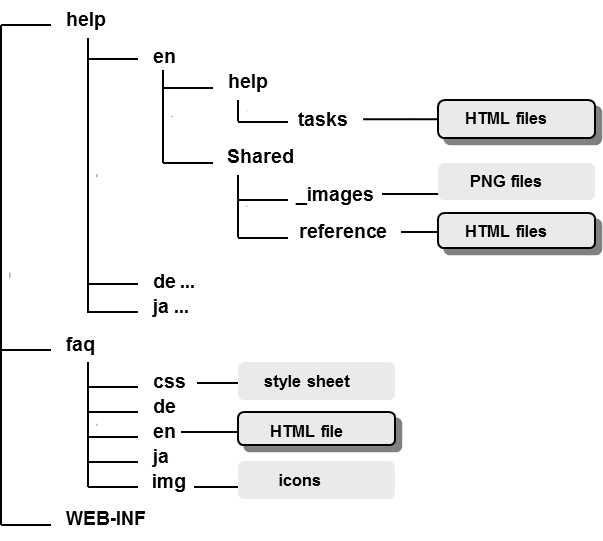 help
en
help
tasks
HTML files
Shared
_images
PNG files
reference
HTML files
de ...
ja ...
faq
css
style sheet
de
en
HTML file
ja
img
icons
WEB-INF